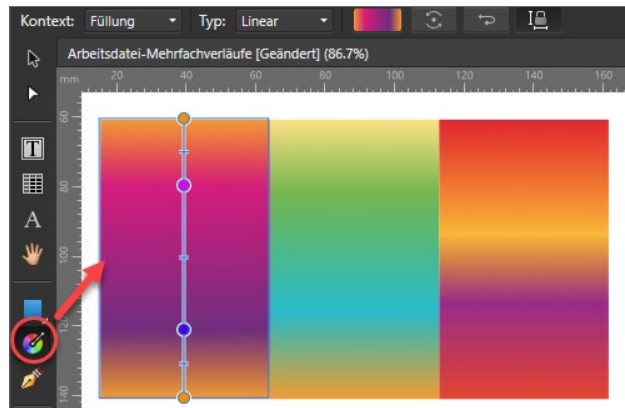 Kontext: Füllung Typ: Linear
Arbeitsdatei-Mehrfachverläufe [Geändert] (86.7%)
mm 20 40 60 80 100 120 140 160
60
80
100
120
140